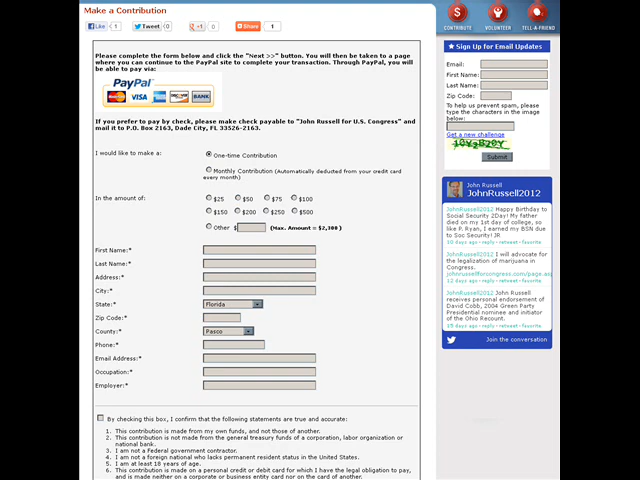 Make a Contribution
Like 1
Tweet 0
+1 0
Share 1
CONTRIBUTE VOLUNTEER TELL-A-FRIEND
Please complete the form below and click the "Next >>" button. You will then be taken to a page
where you can continue to the PayPal site to complete your transaction. Through PayPal, you will
be able to pay via:
PayPal
VISA DISCOVER BANK
If you prefer to pay by check, please make check payable to "John Russell for U.S. Congress" and
mail it to P.O. Box 2163, Dade City, FL 33526-2163.
I would like to make a:
One-time Contribution
Monthly Contribution (Automatically deducted from your credit card
every month)
In the amount of:
$25 $50 $75 $100
$150 $200 $250 $500
Other $ (Max. Amount = $2,300)
First Name:*
Last Name:*
Address:*
City:*
State:* Florida
Zip Code:*
County:* Pasco
Phone:*
Email Address:*
Occupation:*
Employer:*
By checking this box, I confirm that the following statements are true and accurate:
1. This contribution is made from my own funds, and not those of another.
2. This contribution is not made from the general treasury funds of a corporation, labor organization or
national bank.
3. I am not a Federal government contractor.
4. I am not a foreign national who lacks permanent resident status in the United States.
5. I am at least 18 years of age.
6. This contribution is made on a personal credit or debit card for which I have the legal obligation to pay,
and is made neither on a corporate or business entity card nor on the card of another.
Sign Up for Email Updates
Email:
First Name:
Last Name:
Zip Code:
To help us prevent spam, please
type the characters in the image
below:
Get a new challenge
Submit
John Russell
JohnRussell2012
JohnRussell2012 Happy Birthday to
Social Security 2Day! My father
died on my 1st day of college, so
like P. Ryan, I earned my BSN due
to Soc Security! JR
10 days ago · reply · retweet · favorite
JohnRussell2012 I will advocate for
the legalization of marijuana in
Congress.
johnrussellforcongress.com/page.asp
12 days ago · reply · retweet · favorite
JohnRussell2012 John Russell
receives personal endorsement of
David Cobb, 2004 Green Party
Presidential nominee and initiator
of the Ohio Recount.
15 days ago · reply · retweet · favorite
Join the conversation